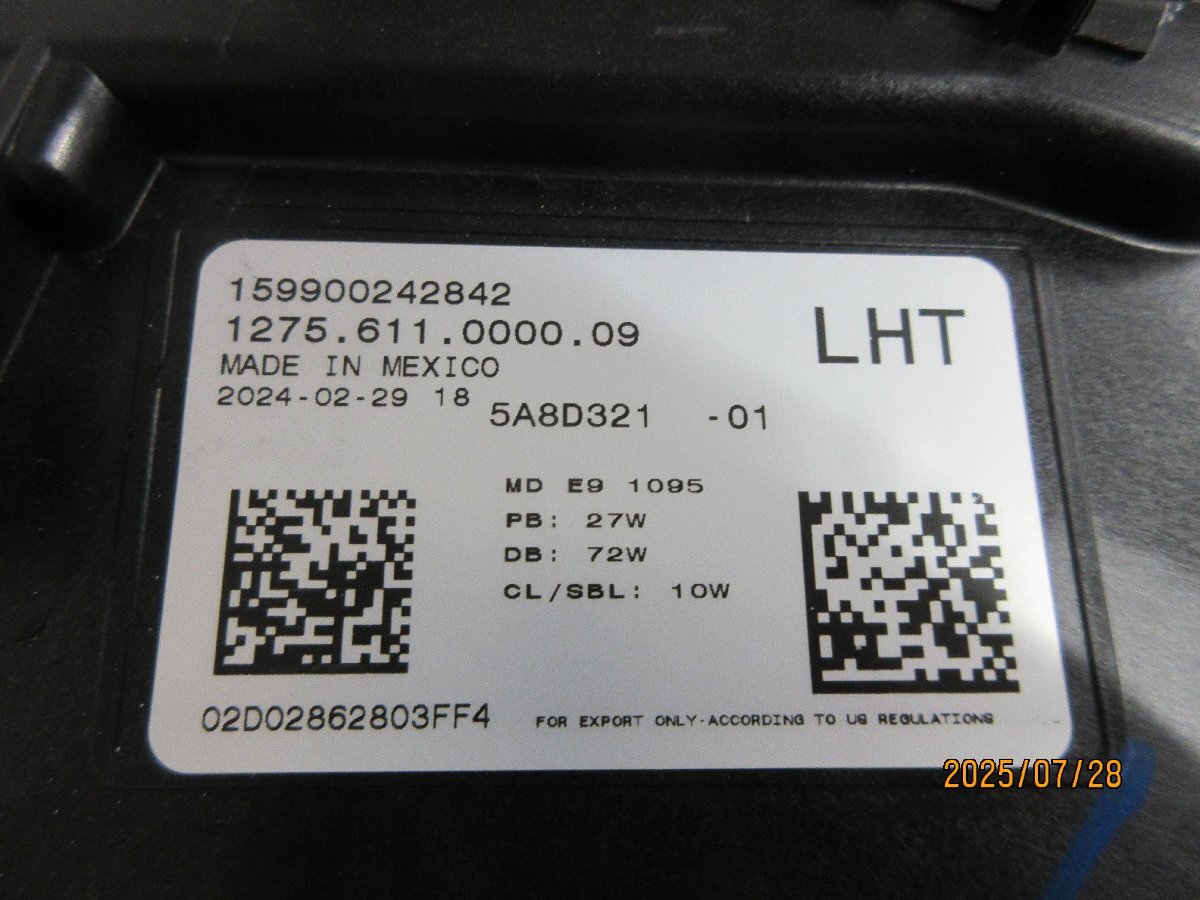 159900242842
1275.611.0000.09
LHT
MADE IN MEXICO
2024-02-29 18
5A8D321 -01
MD E9 1095
PB: 27W
DB: 72W
CL/SBL: 10W
02D02862803FF4
FOR EXPORT ONLY-ACCORDING TO US REGULATIONS
2025/07/28